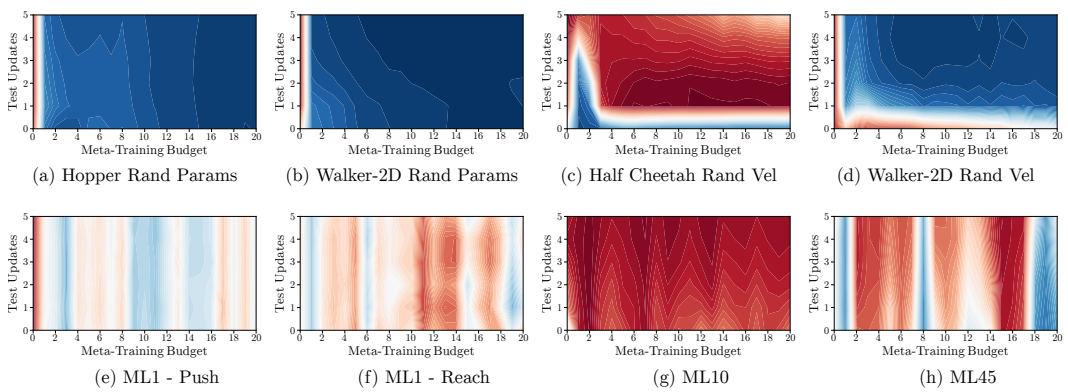 5
4
3
2
1
0
Test Updates
0 2 4 6 8 10 12 14 16 18 20
Meta-Training Budget
(a) Hopper Rand Params
5
4
3
2
1
0
Test Updates
0 2 4 6 8 10 12 14 16 18 20
Meta-Training Budget
(b) Walker-2D Rand Params
5
4
3
2
1
0
Test Updates
0 2 4 6 8 10 12 14 16 18 20
Meta-Training Budget
(c) Half Cheetah Rand Vel
5
4
3
2
1
0
Test Updates
0 2 4 6 8 10 12 14 16 18 20
Meta-Training Budget
(d) Walker-2D Rand Vel
5
4
3
2
1
0
Test Updates
0 2 4 6 8 10 12 14 16 18 20
Meta-Training Budget
(e) ML1 - Push
5
4
3
2
1
0
Test Updates
0 2 4 6 8 10 12 14 16 18 20
Meta-Training Budget
(f) ML1 - Reach
5
4
3
2
1
0
Test Updates
0 2 4 6 8 10 12 14 16 18 20
Meta-Training Budget
(g) ML10
5
4
3
2
1
0
Test Updates
0 2 4 6 8 10 12 14 16 18 20
Meta-Training Budget
(h) ML45